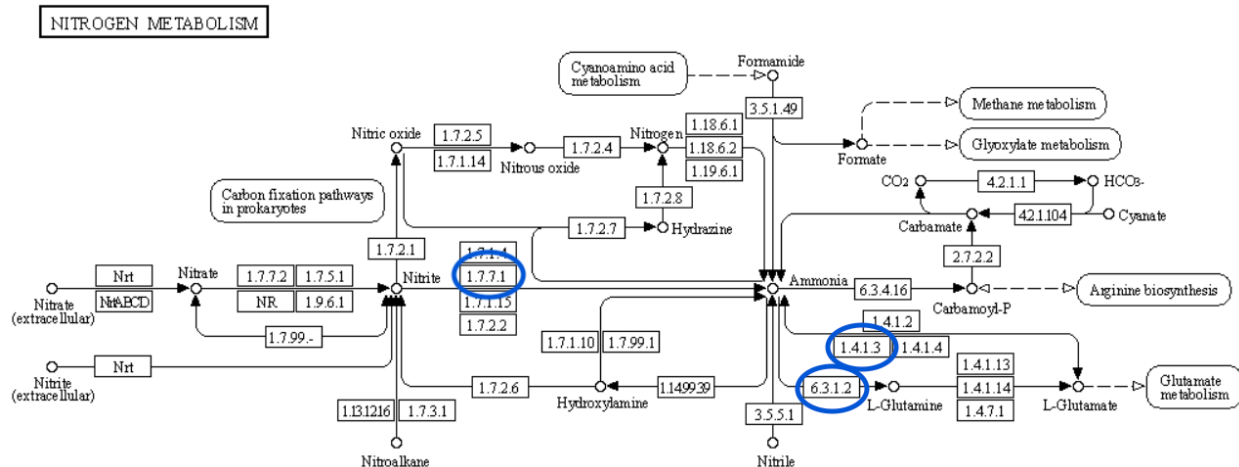 NITROGEN METABOLISM
Cyanoamino acid
metabolism
Formamide
3.5.1.49
Methane metabolism
Glyoxylate metabolism
Formate
Nitric oxide
1.7.2.5
1.7.1.14
Nitrous oxide
1.7.2.4
Nitrogen
1.18.6.1
1.18.6.2
1.19.6.1
CO2
4.2.1.1
HCO3-
Carbon fixation pathways
in prokaryotes
1.7.2.8
1.7.2.7
Hydrazine
Carbamate
4.2.1.104
Cyanate
1.7.2.1
2.7.2.2
Nrt
NrtABCD
Nitrate
(extracellular)
Nitrate
1.7.7.2
1.7.5.1
NR
1.9.6.1
Nitrite
1.7.1.4
1.7.7.1
1.7.1.15
1.7.2.2
Ammonia
6.3.4.16
Carbamoyl-P
Arginine biosynthesis
1.7.99.-
1.4.1.2
1.4.1.3
1.4.1.4
Nrt
Nitrite
(extracellular)
1.7.1.10
1.7.99.1
1.7.2.6
Hydroxylamine
1.14.99.39
6.3.1.2
L-Glutamine
1.4.1.13
1.4.1.14
1.4.7.1
L-Glutamate
Glutamate
metabolism
1.13.12.16
1.7.3.1
3.5.5.1
Nitroalkane
Nitrile